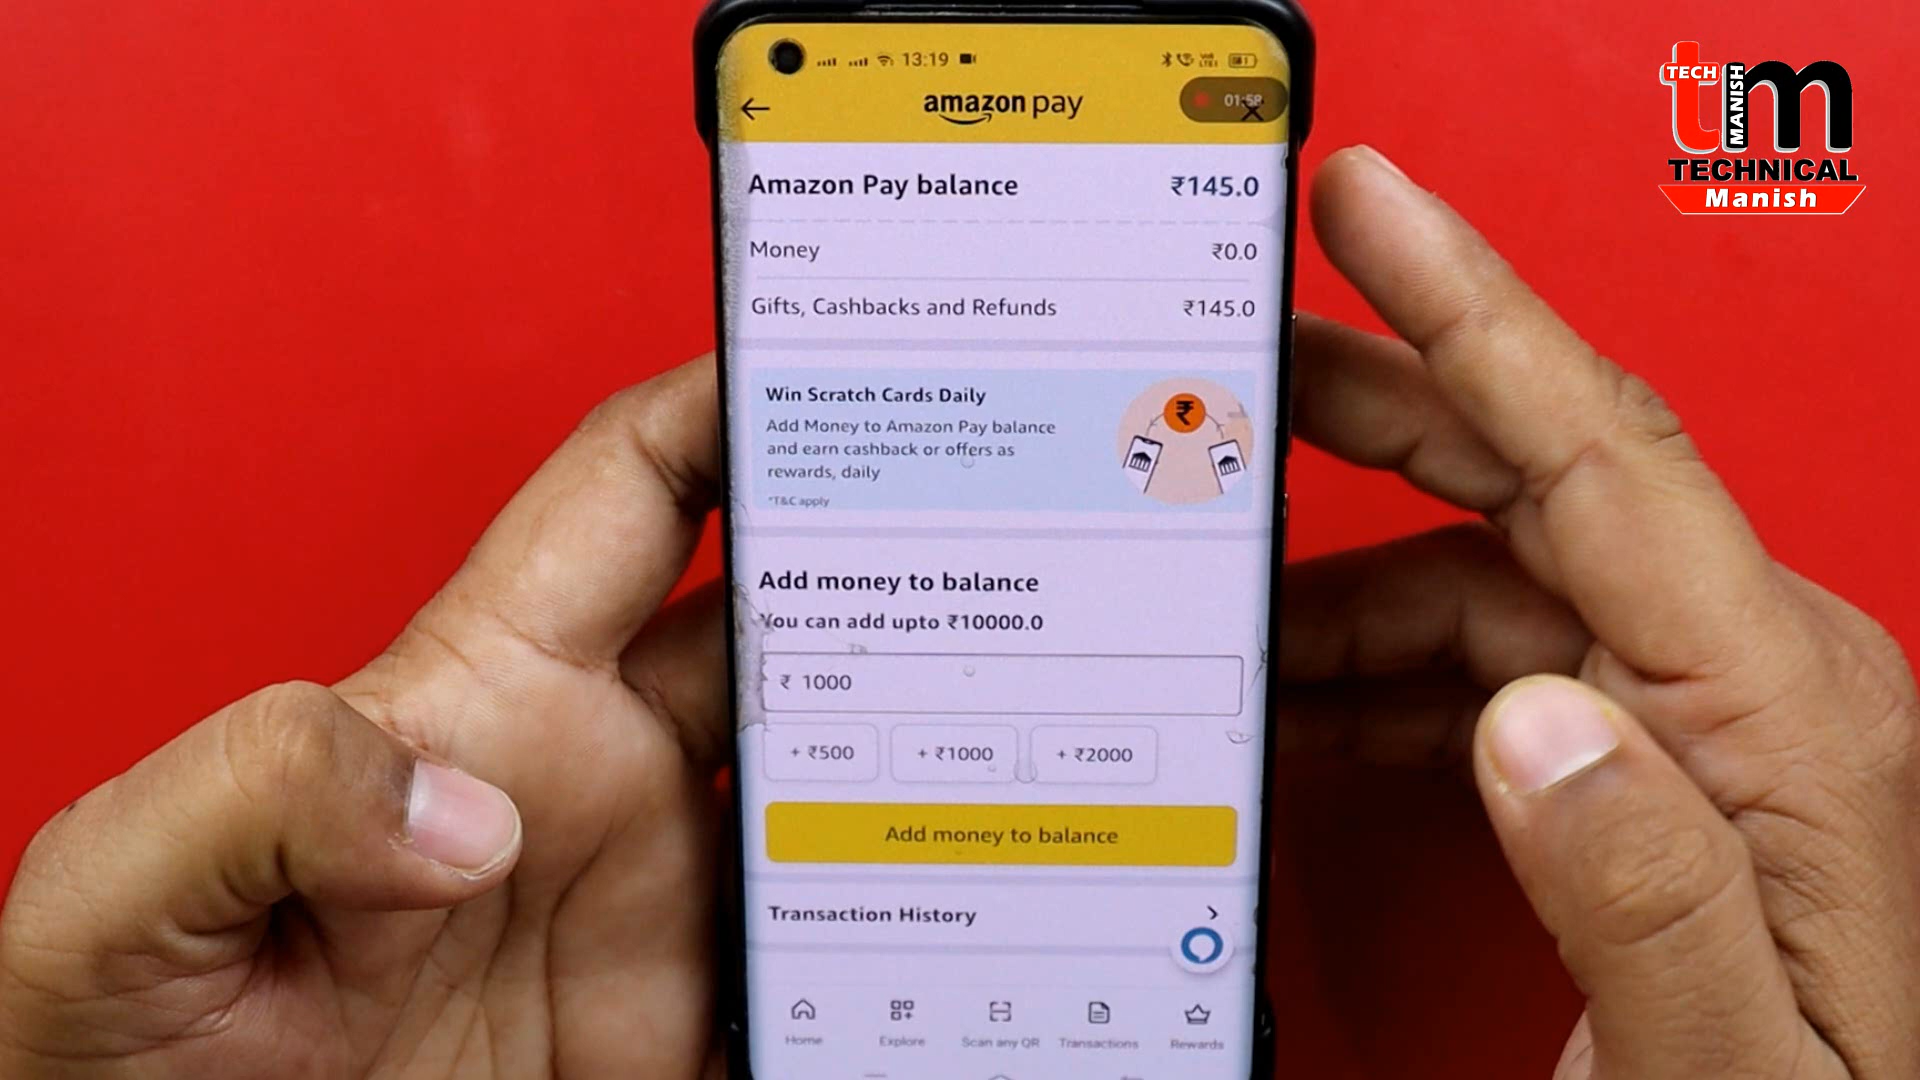 13:19
01:58
amazon pay
TECH
MANISH
tm
TECHNICAL
Manish
Amazon Pay balance ₹145.0
Money ₹0.0
Gifts, Cashbacks and Refunds ₹145.0
Win Scratch Cards Daily
Add Money to Amazon Pay balance
and earn cashback or offers as
rewards, daily
*T&C apply
₹
Add money to balance
You can add upto ₹10000.0
₹ 1000
+ ₹500 + ₹1000 + ₹2000
Add money to balance
Transaction History
Home Explore Scan any QR Transactions Rewards